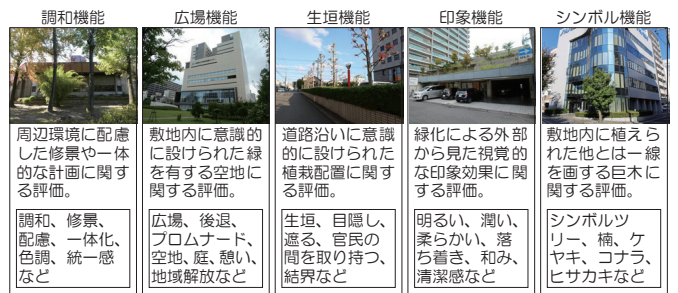 調和機能
周辺環境に配慮
した修景や一体
的な計画に関す
る評価。
調和、修景、
配慮、一体化、
色調、統一感
など
広場機能
敷地内に意識的
に設けられた緑
を有する空地に
関する評価。
広場、後退、
プロムナード、
空地、庭、憩い、
地域解放など
生垣機能
道路沿いに意識
的に設けられた
植栽配置に関す
る評価。
生垣、目隠し、
遮る、官民の
間を取り持つ、
結界など
印象機能
緑化による外部
から見た視覚的
な印象効果に関
する評価。
明るい、潤い、
柔らかい、落
ち着き、和み、
清潔感など
シンボル機能
敷地内に植えら
れた他とは一線
を画する巨木に
関する評価。
シンボルツ
リー、楠、ケ
ヤキ、コナラ、
ヒサカキなど